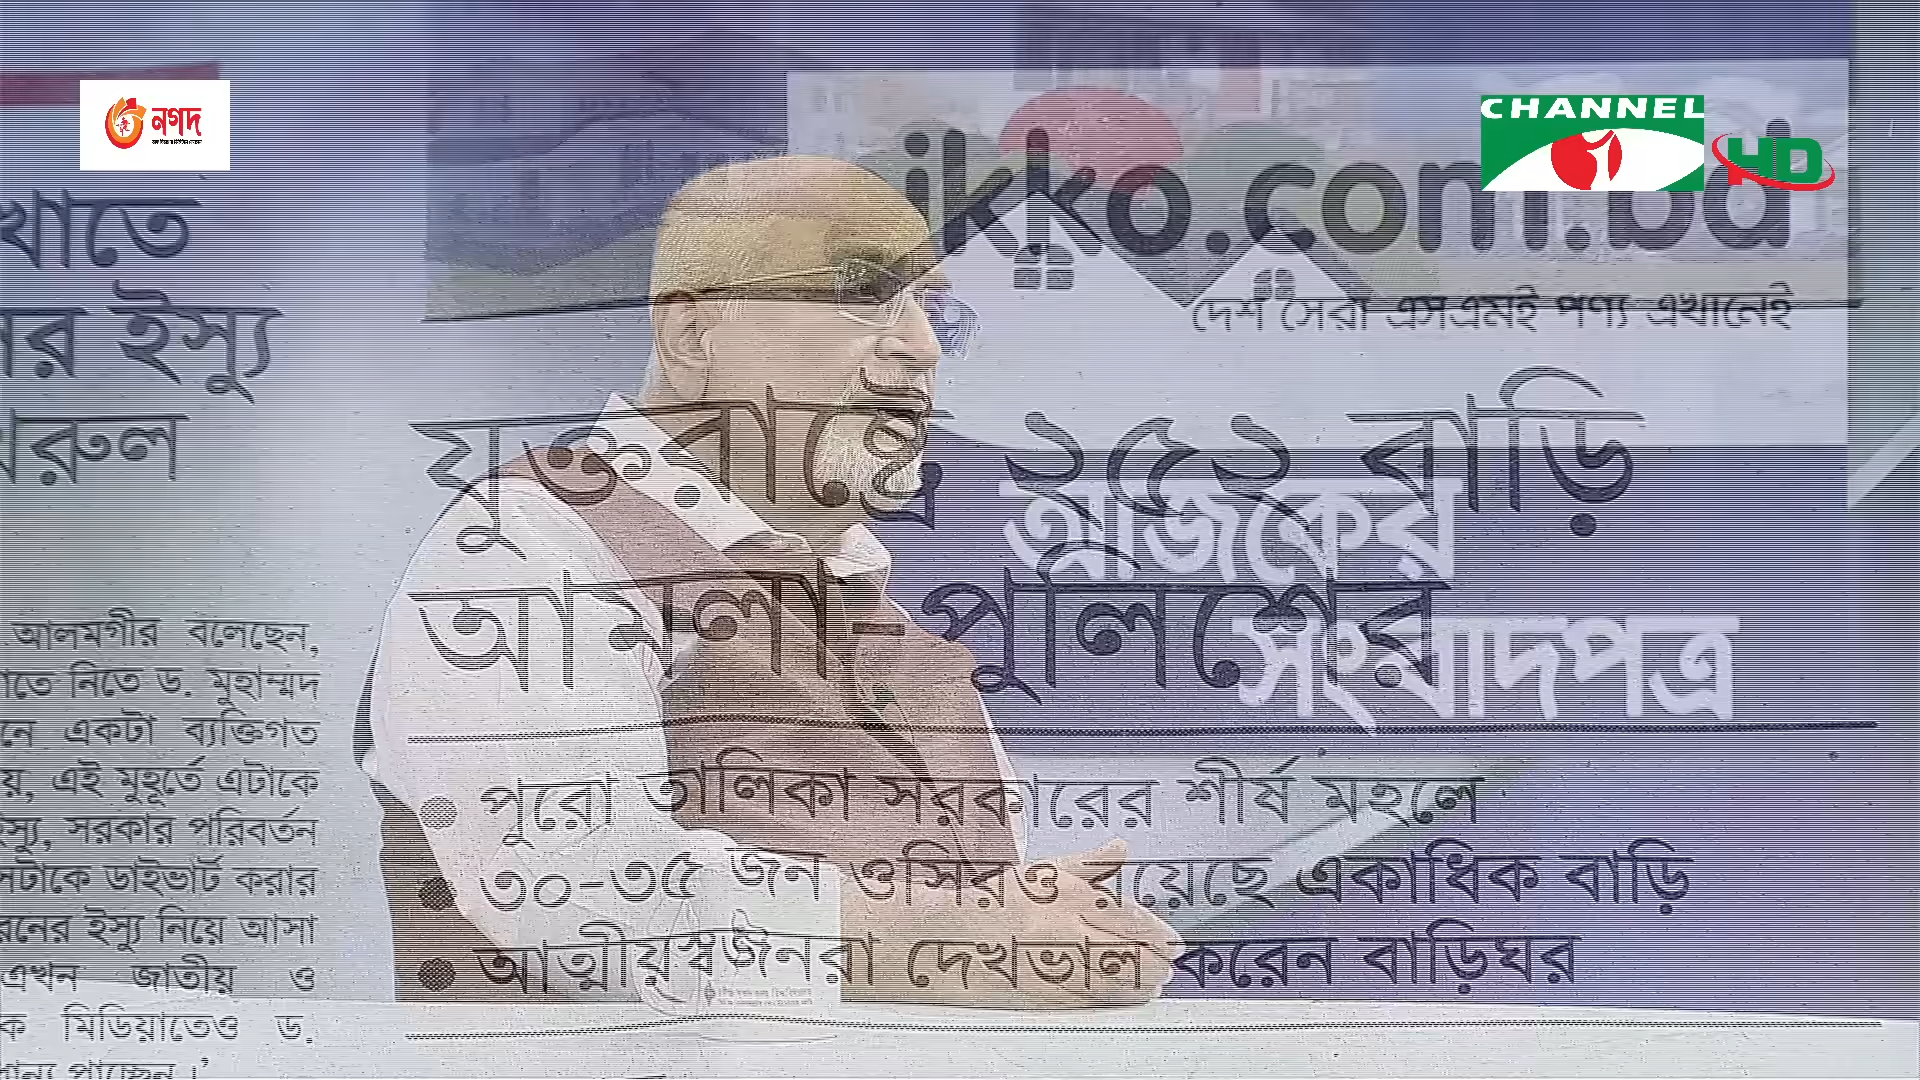 নগদ
CHANNEL
i
HD
ikko.com.bd
দেশ সেরা এসএমই পণ্য এখানেই
খাতে
ইস্যু
যুক্তরাষ্ট্রে ২৫২ বাড়ি
আমলা-পুলিশের
আজকের
সংবাদপত্র
পুরো তালিকা সরকারের শীর্ষ মহলে
৩০-৩৫ জন ওসিরও রয়েছে একাধিক বাড়ি
আত্মীয়স্বজনরা দেখভাল করেন বাড়িঘর
আলমগীর বলেছেন,
নিতে ড. মুহাম্মদ
একটা ব্যক্তিগত
এই মুহূর্তে এটাকে
ইস্যু, সরকার পরিবর্তন
ডাইভার্ট করার
ইস্যু নিয়ে আসা
এখন জাতীয় ও
মিডিয়াতেও ড.
পাচ্ছেন।’